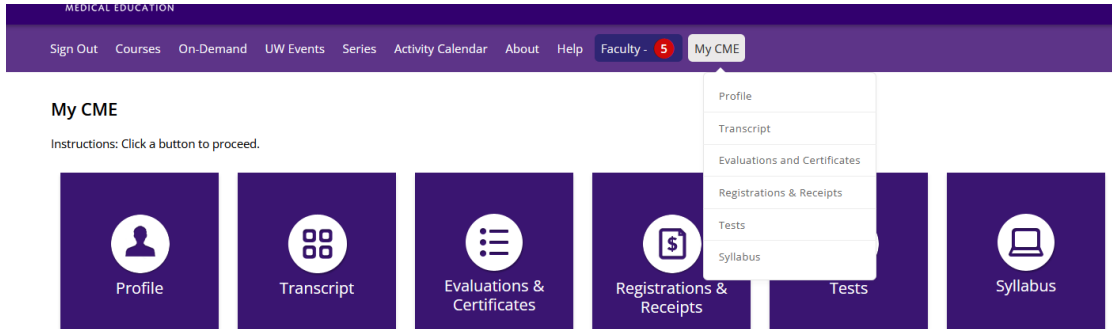 MEDICAL EDUCATION
Sign Out Courses On-Demand UW Events Series Activity Calendar About Help Faculty - 5 My CME
Profile
Transcript
Evaluations and Certificates
Registrations & Receipts
Tests
Syllabus
My CME
Instructions: Click a button to proceed.
Profile
Transcript
Evaluations &
Certificates
$
Registrations &
Receipts
Tests
Syllabus